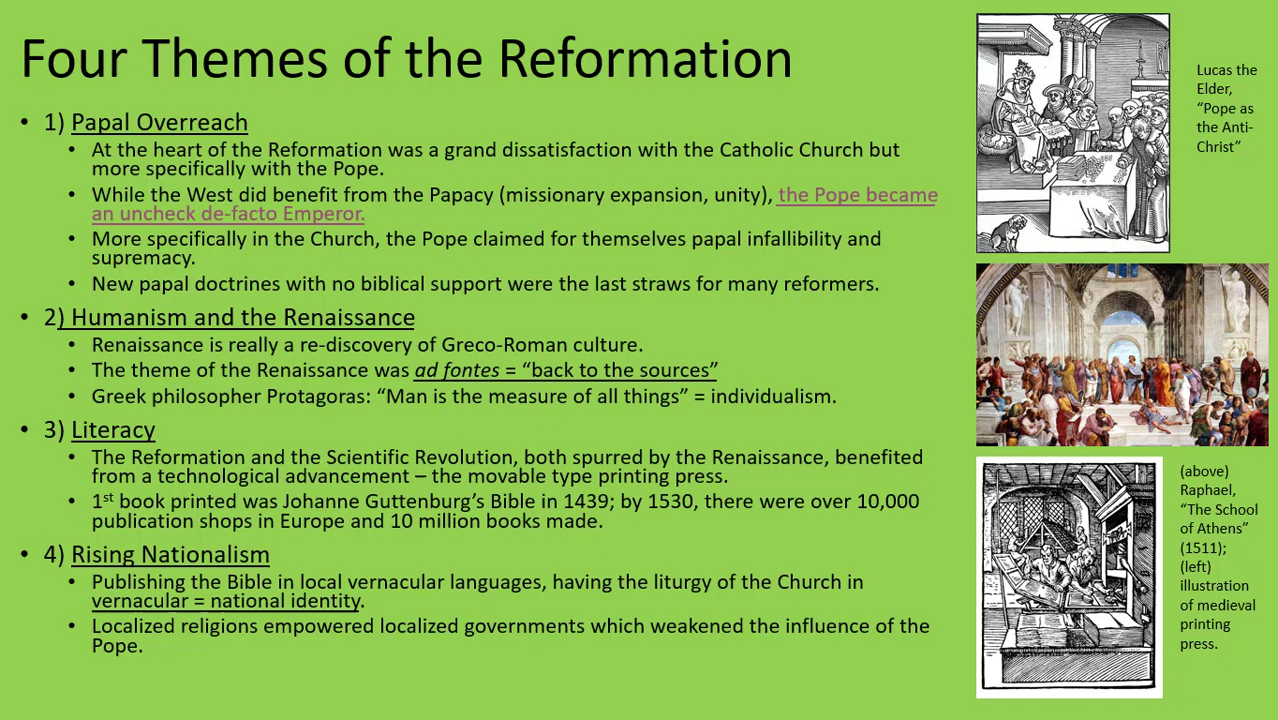 Four Themes of the Reformation
• 1) Papal Overreach
• At the heart of the Reformation was a grand dissatisfaction with the Catholic Church but
more specifically with the Pope.
• While the West did benefit from the Papacy (missionary expansion, unity), the Pope became
an uncheck de-facto Emperor.
• More specifically in the Church, the Pope claimed for themselves papal infallibility and
supremacy.
• New papal doctrines with no biblical support were the last straws for many reformers.
• 2) Humanism and the Renaissance
• Renaissance is really a re-discovery of Greco-Roman culture.
• The theme of the Renaissance was ad fontes = “back to the sources”
• Greek philosopher Protagoras: “Man is the measure of all things” = individualism.
• 3) Literacy
• The Reformation and the Scientific Revolution, both spurred by the Renaissance, benefited
from a technological advancement – the movable type printing press.
• 1st book printed was Johanne Guttenburg’s Bible in 1439; by 1530, there were over 10,000
publication shops in Europe and 10 million books made.
• 4) Rising Nationalism
• Publishing the Bible in local vernacular languages, having the liturgy of the Church in
vernacular = national identity.
• Localized religions empowered localized governments which weakened the influence of the
Pope.
Lucas the
Elder,
“Pope as
the Anti-
Christ”
(above)
Raphael,
“The School
of Athens”
(1511);
(left)
illustration
of medieval
printing
press.